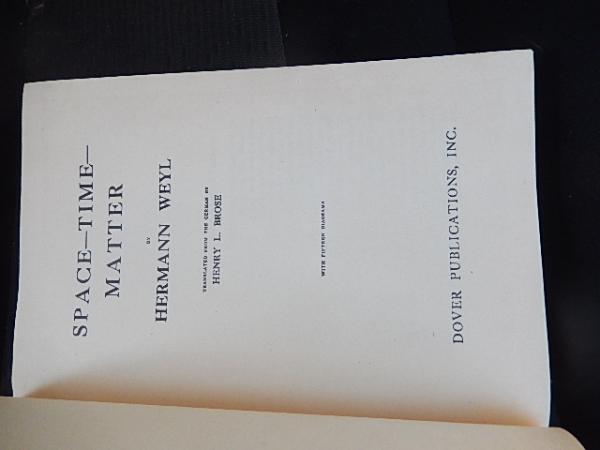 SPACE—TIME—
MATTER
BY
HERMANN WEYL
TRANSLATED FROM THE GERMAN BY
HENRY L. BROSE
WITH FIFTEEN DIAGRAMS
DOVER PUBLICATIONS, INC.